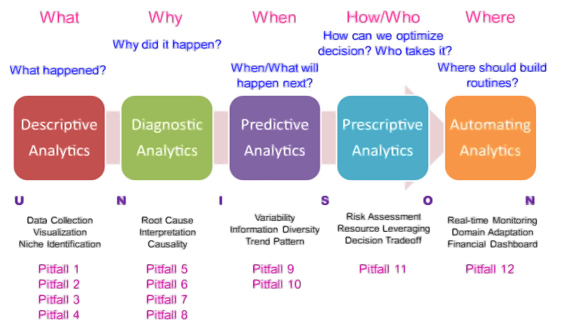 What Why When How/Who Where
How can we optimize
Why did it happen?
decision? Who takes it?
What happened?
When/What will
Where should build
happen next?
routines?
Descriptive Diagnostic Predictive Prescriptive Automating
Analytics Analytics Analytics Analytics Analytics
U N I S O N
Data Collection
Visualization
Niche Identification
Root Cause
Interpretation
Causality
Variability
Information Diversity
Trend Pattern
Risk Assessment
Resource Leveraging
Decision Tradeoff
Real-time Monitoring
Domain Adaptation
Financial Dashboard
Pitfall 1 Pitfall 5 Pitfall 9 Pitfall 11 Pitfall 12
Pitfall 2 Pitfall 6 Pitfall 10
Pitfall 3 Pitfall 7
Pitfall 4 Pitfall 8